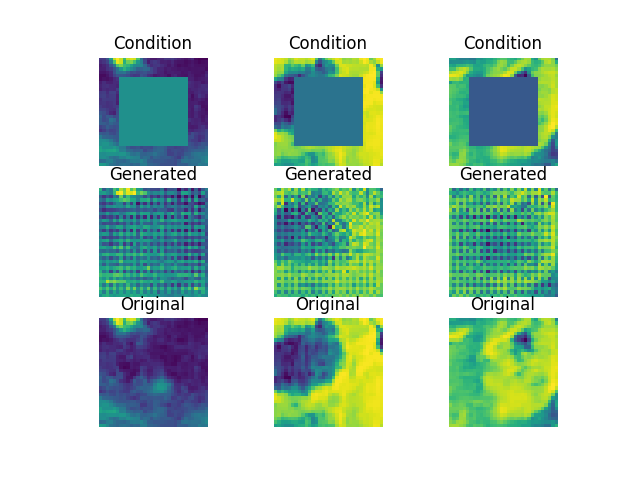 Condition Condition Condition
Generated Generated Generated
Original Original Original